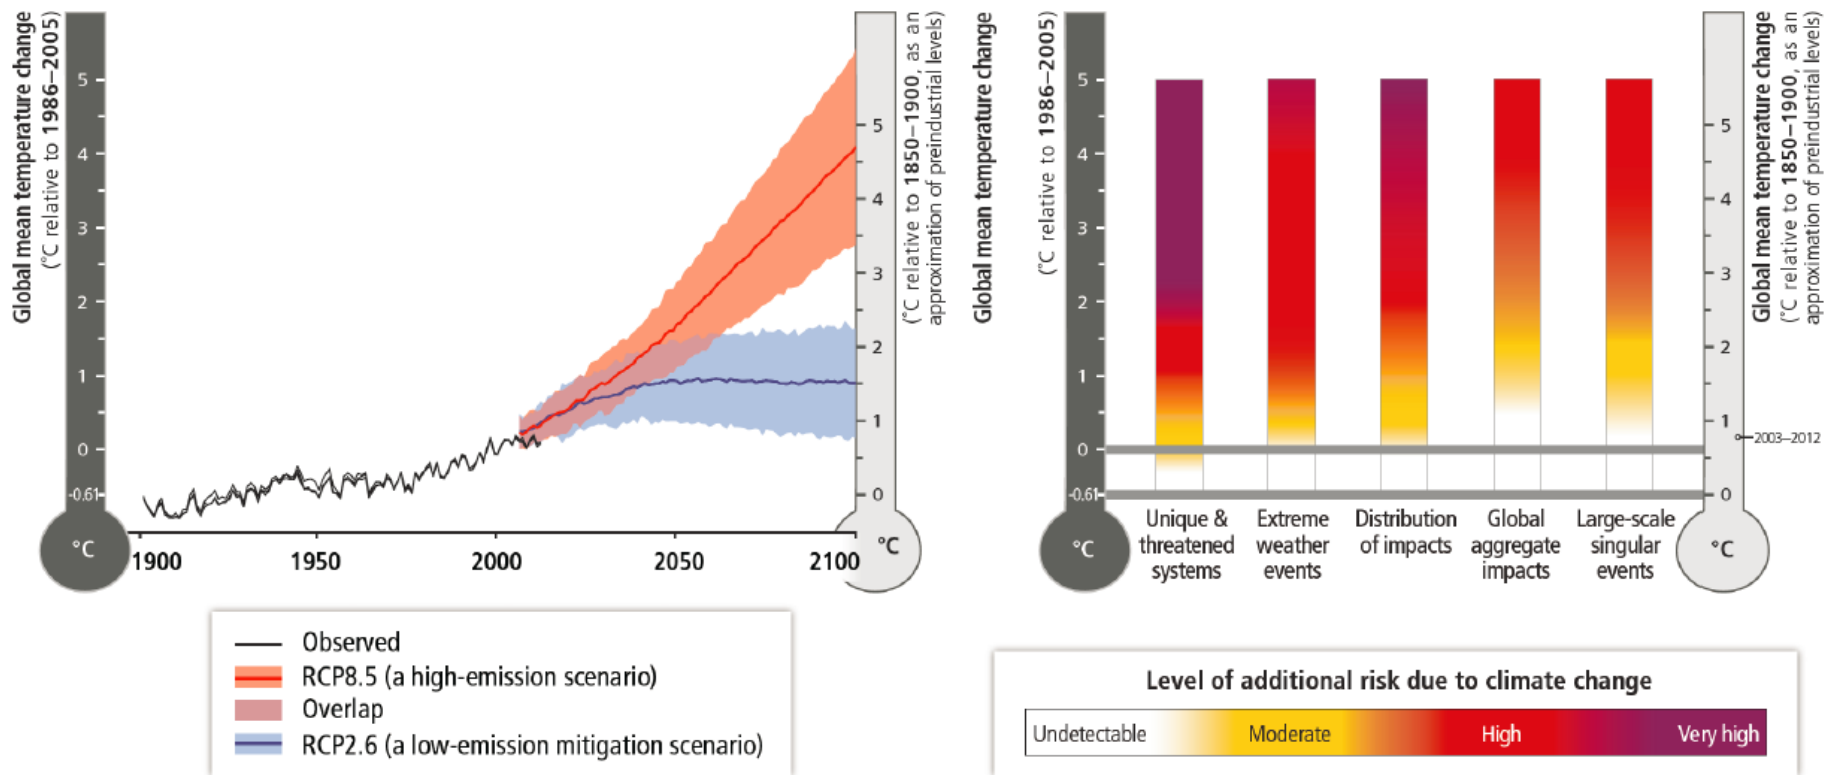 Global mean temperature change
(°C relative to 1986–2005)
5
4
3
2
1
0
-0.61
°C
1900
1950
2000
2050
2100
5
4
3
2
1
0
°C
Global mean temperature change
(°C relative to 1850–1900, as an
approximation of preindustrial levels)
Observed
RCP8.5 (a high-emission scenario)
Overlap
RCP2.6 (a low-emission mitigation scenario)
Global mean temperature change
(°C relative to 1986–2005)
5
4
3
2
1
0
-0.61
°C
Unique &
threatened
systems
Extreme
weather
events
Distribution
of impacts
Global
aggregate
impacts
Large-scale
singular
events
5
4
3
2
1
0
°C
2003–2012
Global mean temperature change
(°C relative to 1850–1900, as an
approximation of preindustrial levels)
Level of additional risk due to climate change
Undetectable
Moderate
High
Very high